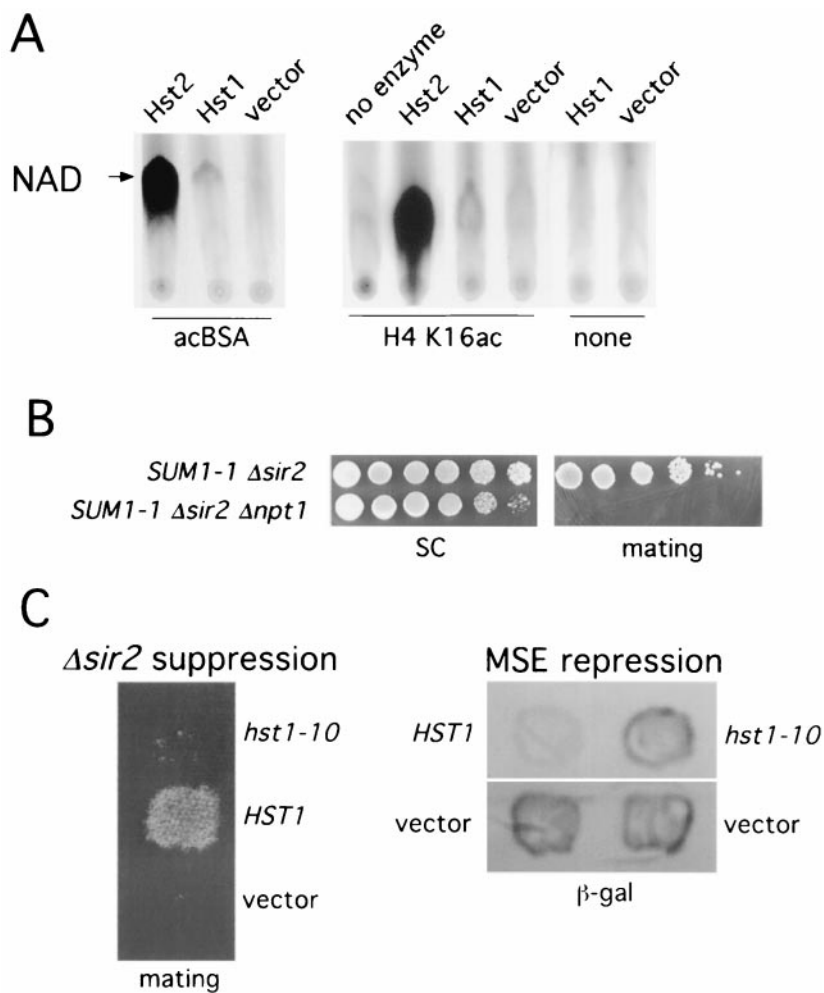 A
Hst2 Hst1 vector no enzyme Hst2 Hst1 vector Hst1 vector
NAD
acBSA H4 K16ac none
B
SUM1-1 Δsir2
SUM1-1 Δsir2 Δnpt1
SC mating
C
Δsir2 suppression MSE repression
hst1-10
HST1 hst1-10
HST1
vector vector
vector
β-gal
mating